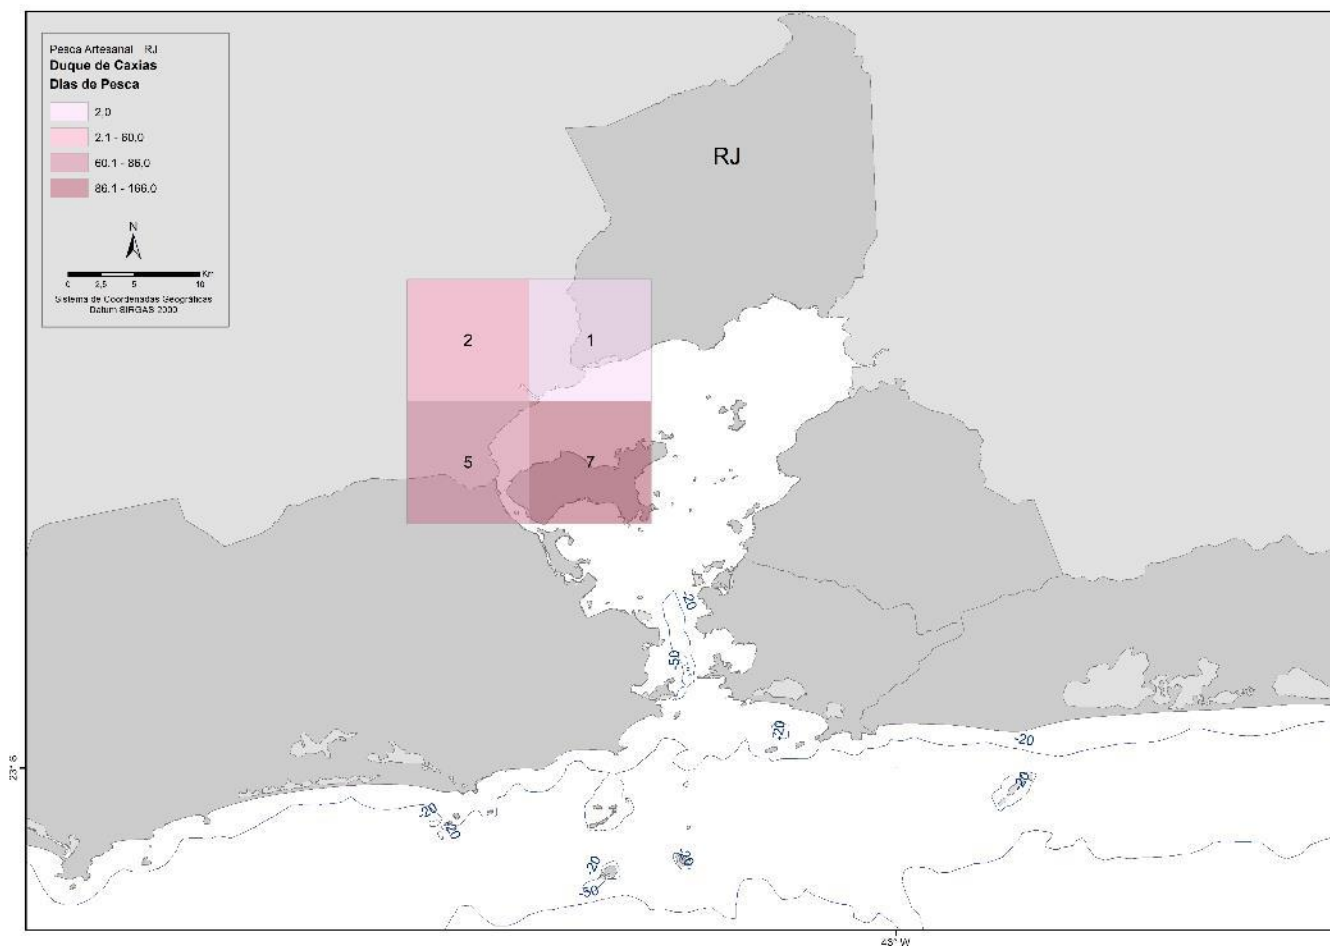 Pesca Artesanal RJ
Duque de Caxias
Dias de Pesca
2,0
2,1 - 60,0
60,1 - 86,0
86,1 - 166,0
N
Km
0 2,5 5 10
Sistema de Coordenadas Geográficas
Datum SIRGAS 2000
RJ
2 1
5 7
-20
-50
-20
-20
-20
-20
-20
-20
-20
-50
23° S
43° W